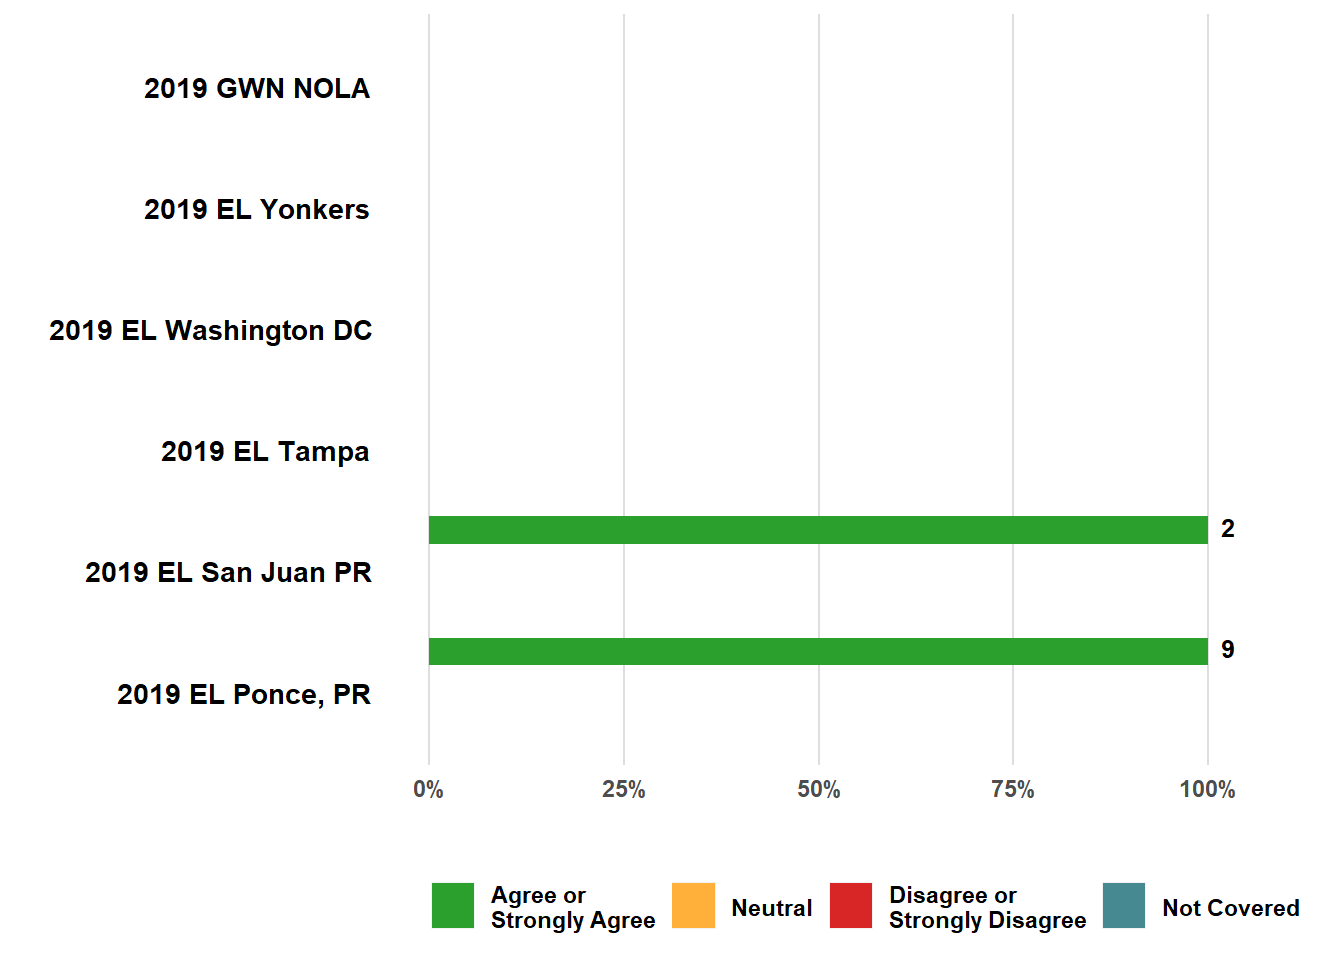 2019 GWN NOLA
2019 EL Yonkers
2019 EL Washington DC
2019 EL Tampa
2
2019 EL San Juan PR
9
2019 EL Ponce, PR
0% 25% 50% 75% 100%
Agree or
Strongly Agree
Neutral
Disagree or
Strongly Disagree
Not Covered